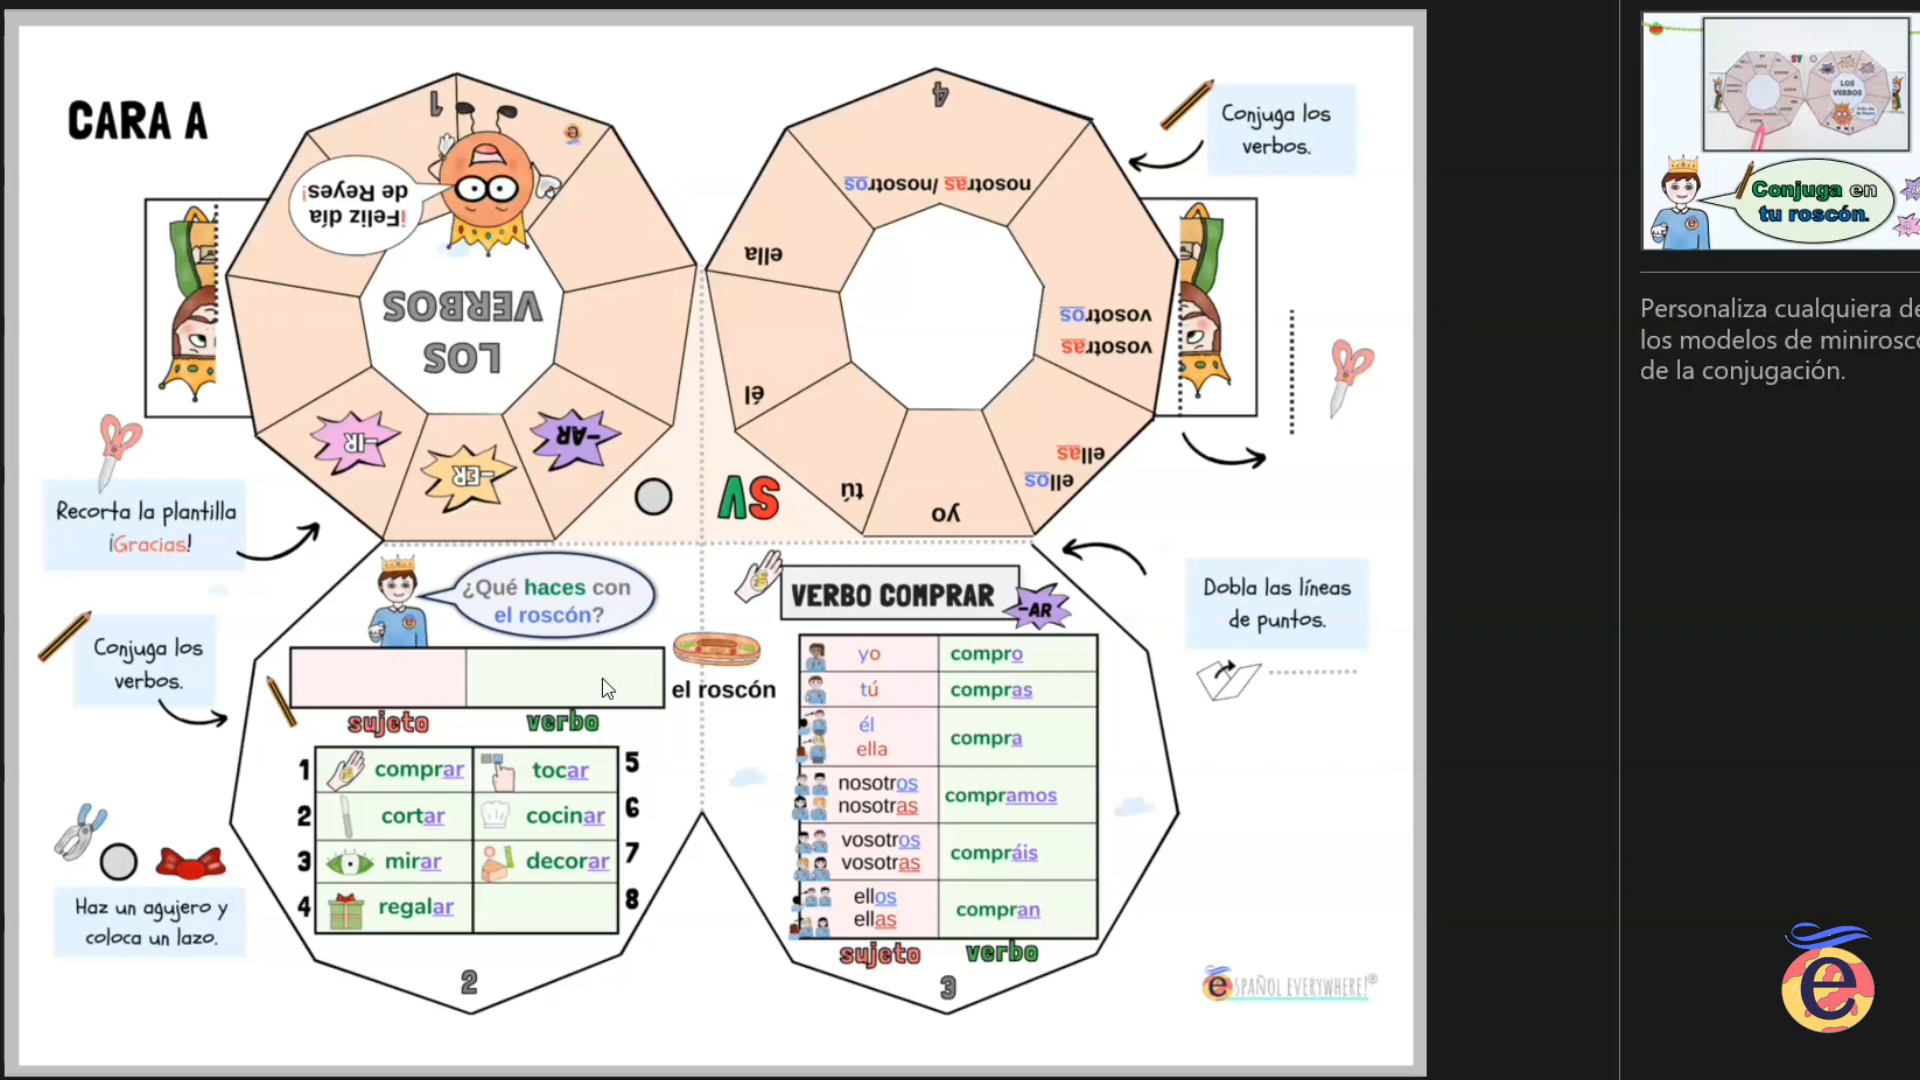 CARA A
1
¡Feliz día
de Reyes!
LOS
VERBOS
-AR
-ER
-IR
4
nosotras /nosotros
ella
él
tú
yo
ellos
ellas
vosotras
vosotros
SV
Conjuga los
verbos.
Recorta la plantilla
¡Gracias!
Conjuga los
verbos.
Haz un agujero y
coloca un lazo.
Dobla las líneas
de puntos.
¿Qué haces con
el roscón?
el roscón
sujeto verbo
1 comprar tocar 5
2 cortar cocinar 6
3 mirar decorar 7
4 regalar 8
2
VERBO COMPRAR
-AR
yo compro
tú compras
él
ella
compra
nosotros
nosotras
compramos
vosotros
vosotras
compráis
ellos
ellas
compran
sujeto verbo
3
ESPAÑOL EVERYWHERE!®
LOS
VERBOS
Conjuga en
tu roscón.
Personaliza cualquiera de
los modelos de minirosco
de la conjugación.